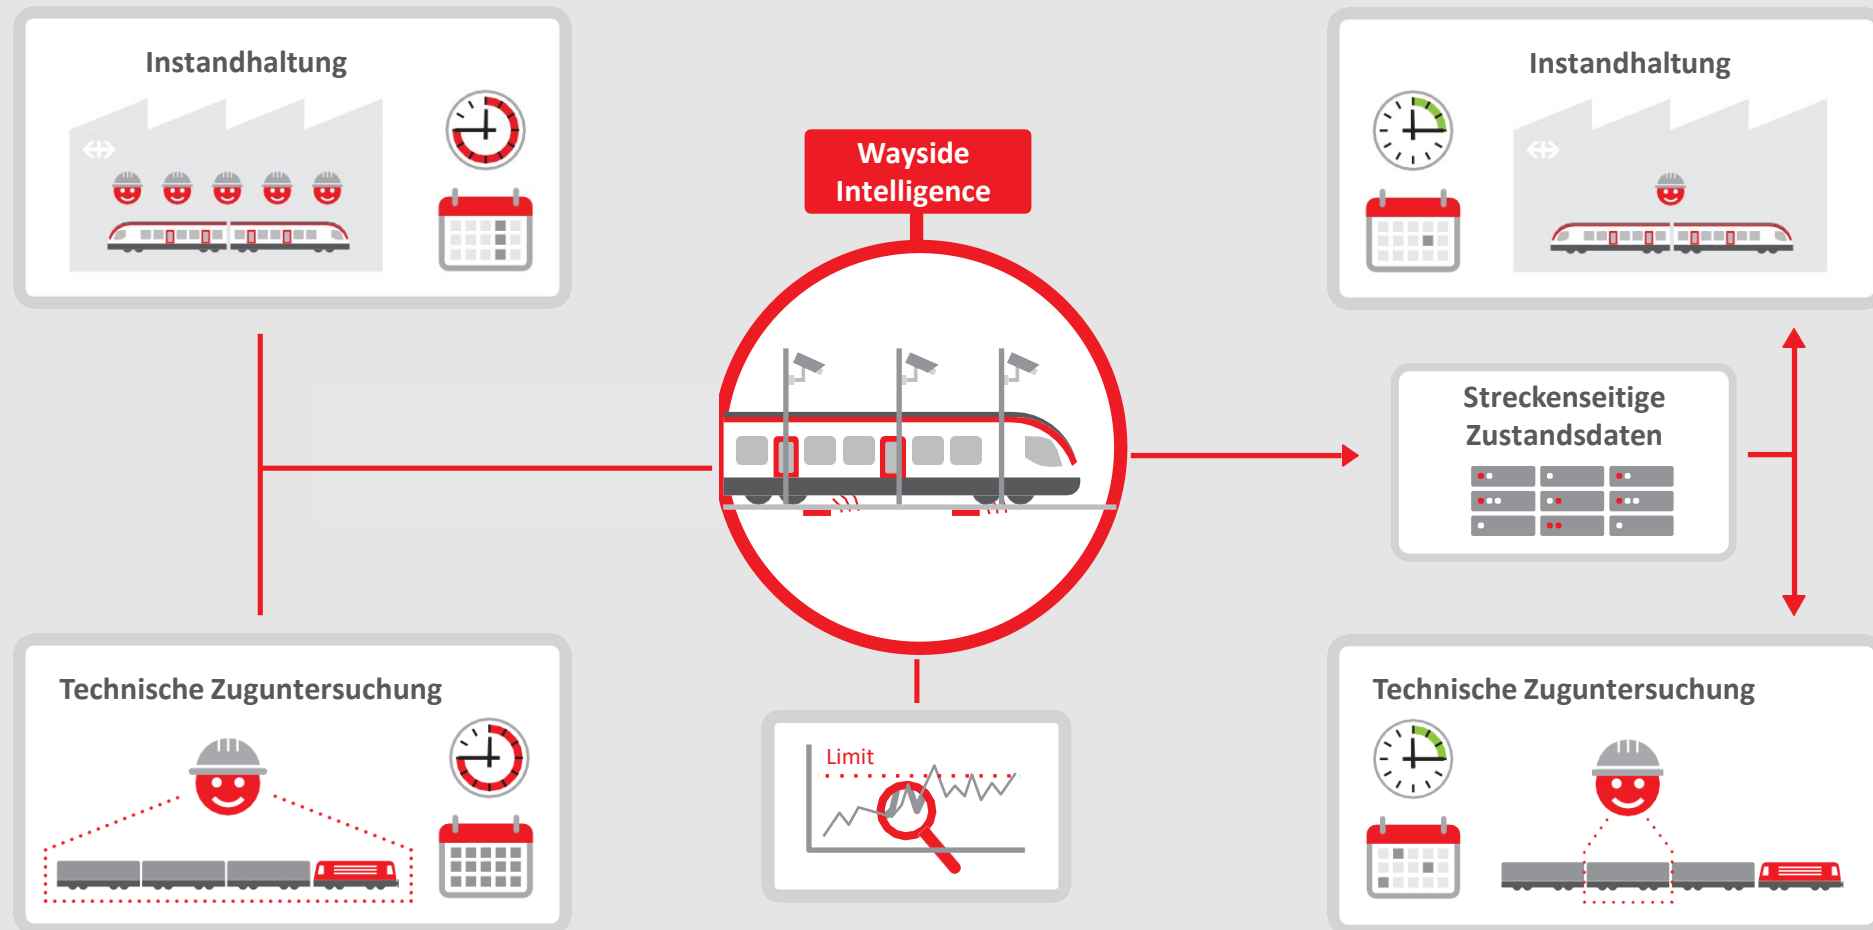 Instandhaltung
Technische Zuguntersuchung
Wayside
Intelligence
Limit
Instandhaltung
Streckenseitige
Zustandsdaten
Technische Zuguntersuchung